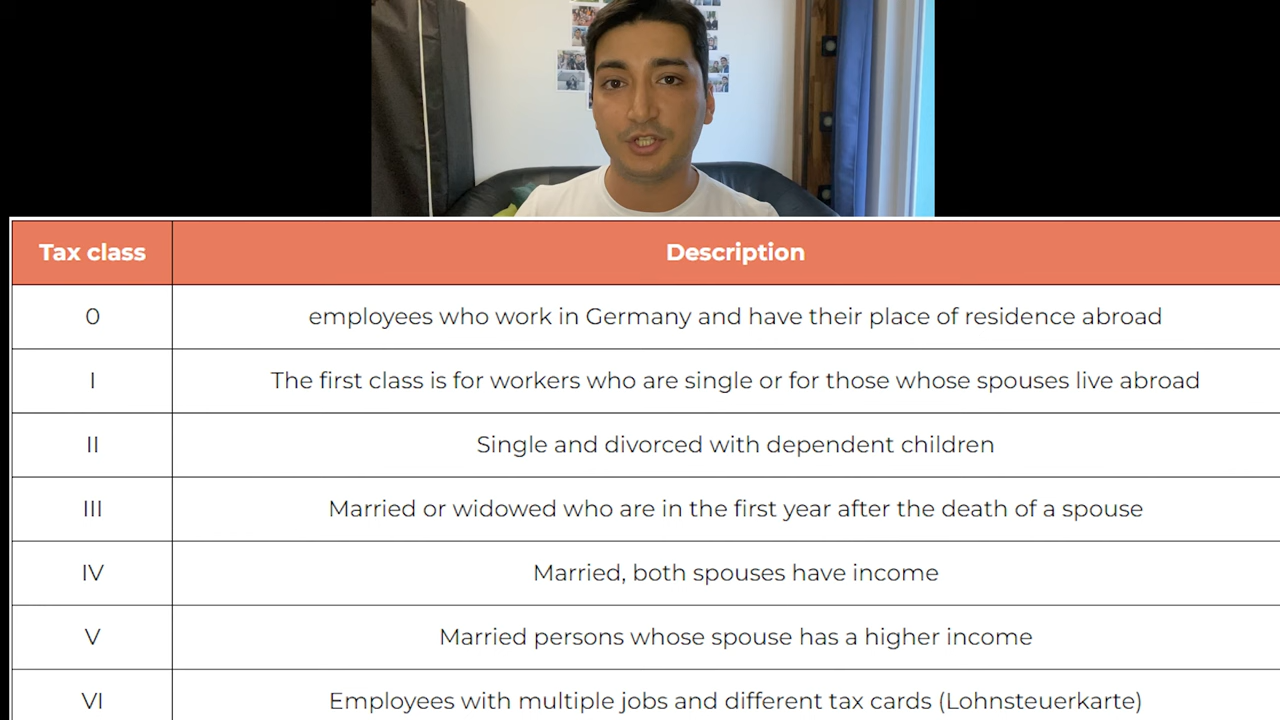 Tax class Description
0 employees who work in Germany and have their place of residence abroad
I The first class is for workers who are single or for those whose spouses live abroad
II Single and divorced with dependent children
III Married or widowed who are in the first year after the death of a spouse
IV Married, both spouses have income
V Married persons whose spouse has a higher income
VI Employees with multiple jobs and different tax cards (Lohnsteuerkarte)